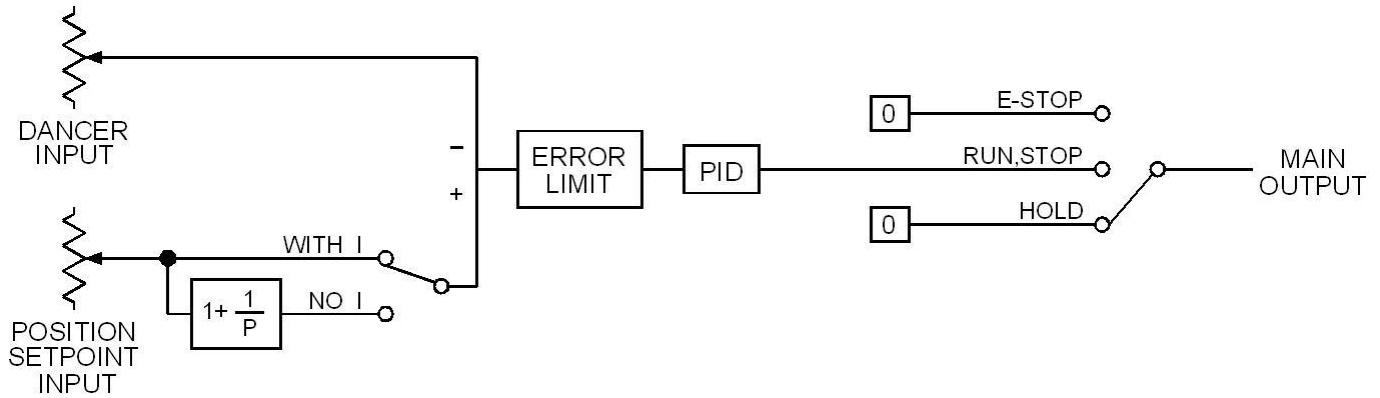 DANCER
INPUT
−
+
ERROR
LIMIT
PID
0
E-STOP
RUN,STOP
0
HOLD
MAIN
OUTPUT
WITH I
1+ 1/P
NO I
POSITION
SETPOINT
INPUT